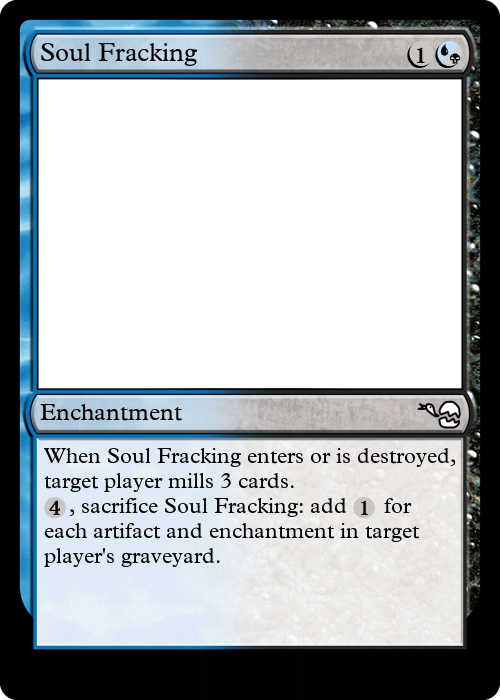 Soul Fracking 1
Enchantment
When Soul Fracking enters or is destroyed,
target player mills 3 cards.
4 , sacrifice Soul Fracking: add 1 for
each artifact and enchantment in target
player's graveyard.